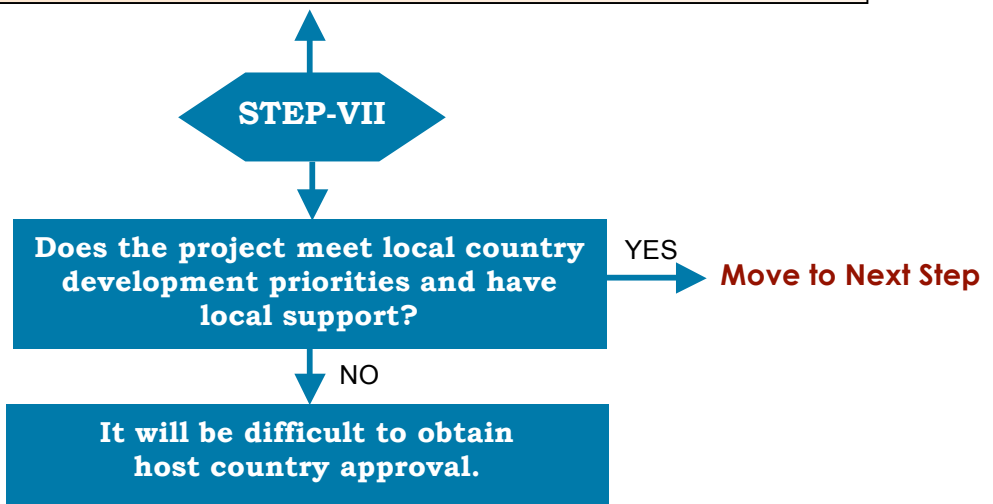 STEP-VII
Does the project meet local country
development priorities and have
local support?
YES
Move to Next Step
NO
It will be difficult to obtain
host country approval.